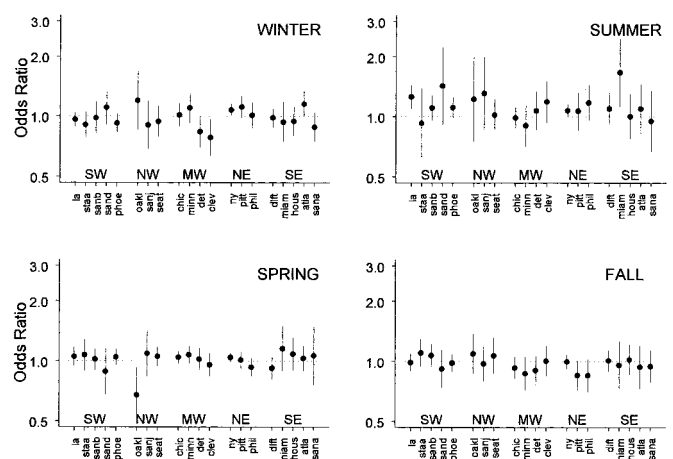 WINTER
3.0
2.0
1.0
0.5
Odds Ratio
SW NW MW NE SE
la staa sanb sand phoe oakl sanj seat chic minn det clev ny pitt phil dlft miam hous atla sana
SUMMER
3.0
2.0
1.0
0.5
SW NW MW NE SE
la staa sanb sand phoe oakl sanj seat chic minn det clev ny pitt phil dlft miam hous atla sana
SPRING
3.0
2.0
1.0
0.5
Odds Ratio
SW NW MW NE SE
la staa sanb sand phoe oakl sanj seat chic minn det clev ny pitt phil dlft miam hous atla sana
FALL
3.0
2.0
1.0
0.5
SW NW MW NE SE
la staa sanb sand phoe oakl sanj seat chic minn det clev ny pitt phil dlft miam hous atla sana